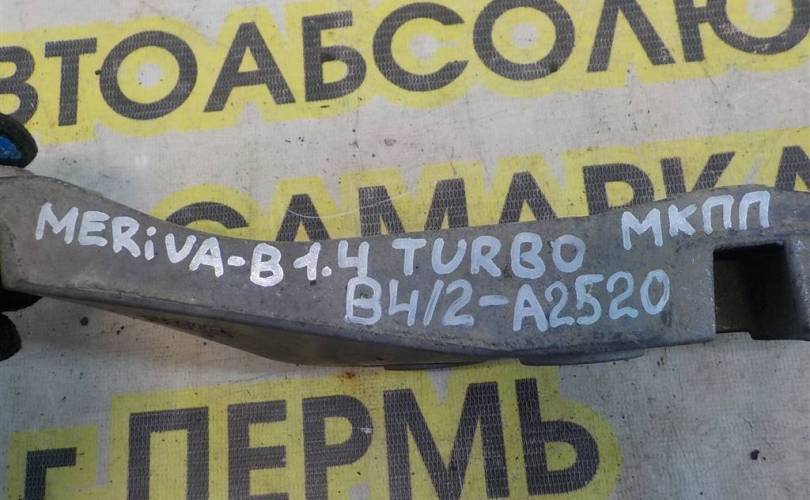 ВТОАБСОЛЮ
САМАРКА
MERiVA-B 1.4 TURBO МКПП
B4/2-A2520
г. ПЕРМЬ